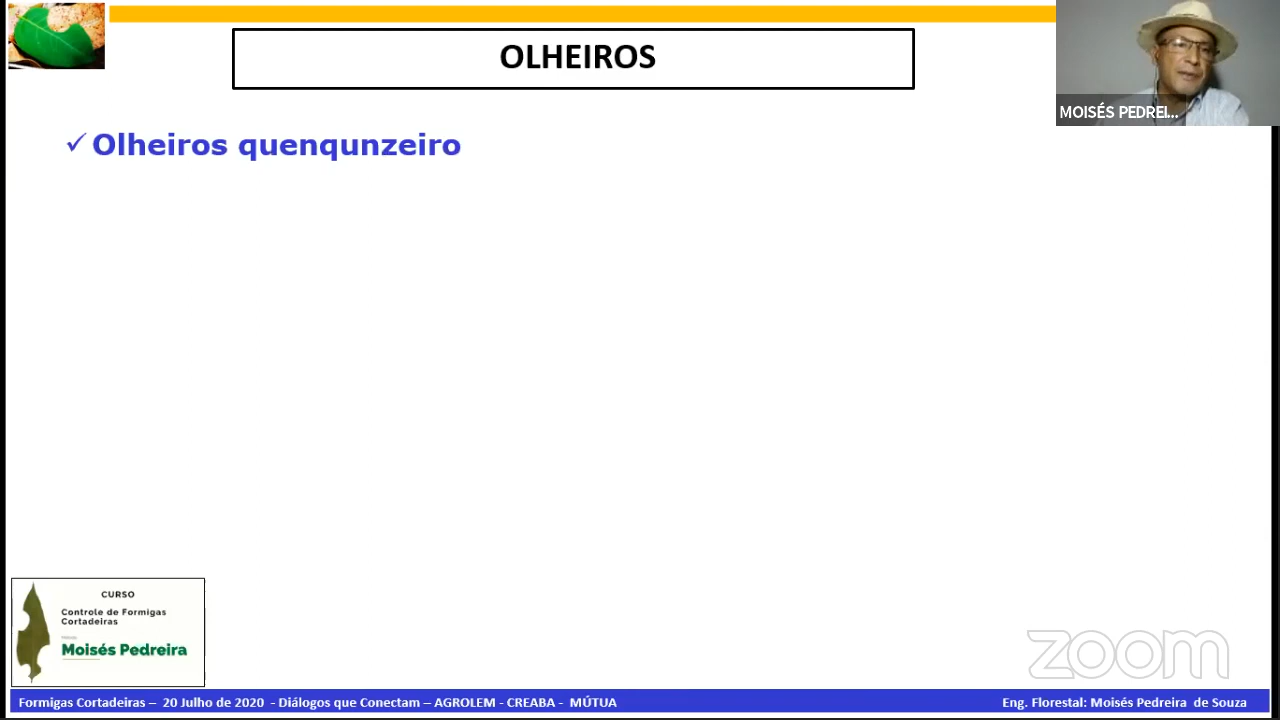 OLHEIROS
MOISÉS PEDREI...
✓ Olheiros quenqunzeiro
CURSO
Controle de Formigas
Cortadeiras
Moisés Pedreira
zoom
Formigas Cortadeiras – 20 Julho de 2020 - Diálogos que Conectam – AGROLEM - CREABA - MÚTUA
Eng. Florestal: Moisés Pedreira de Souza